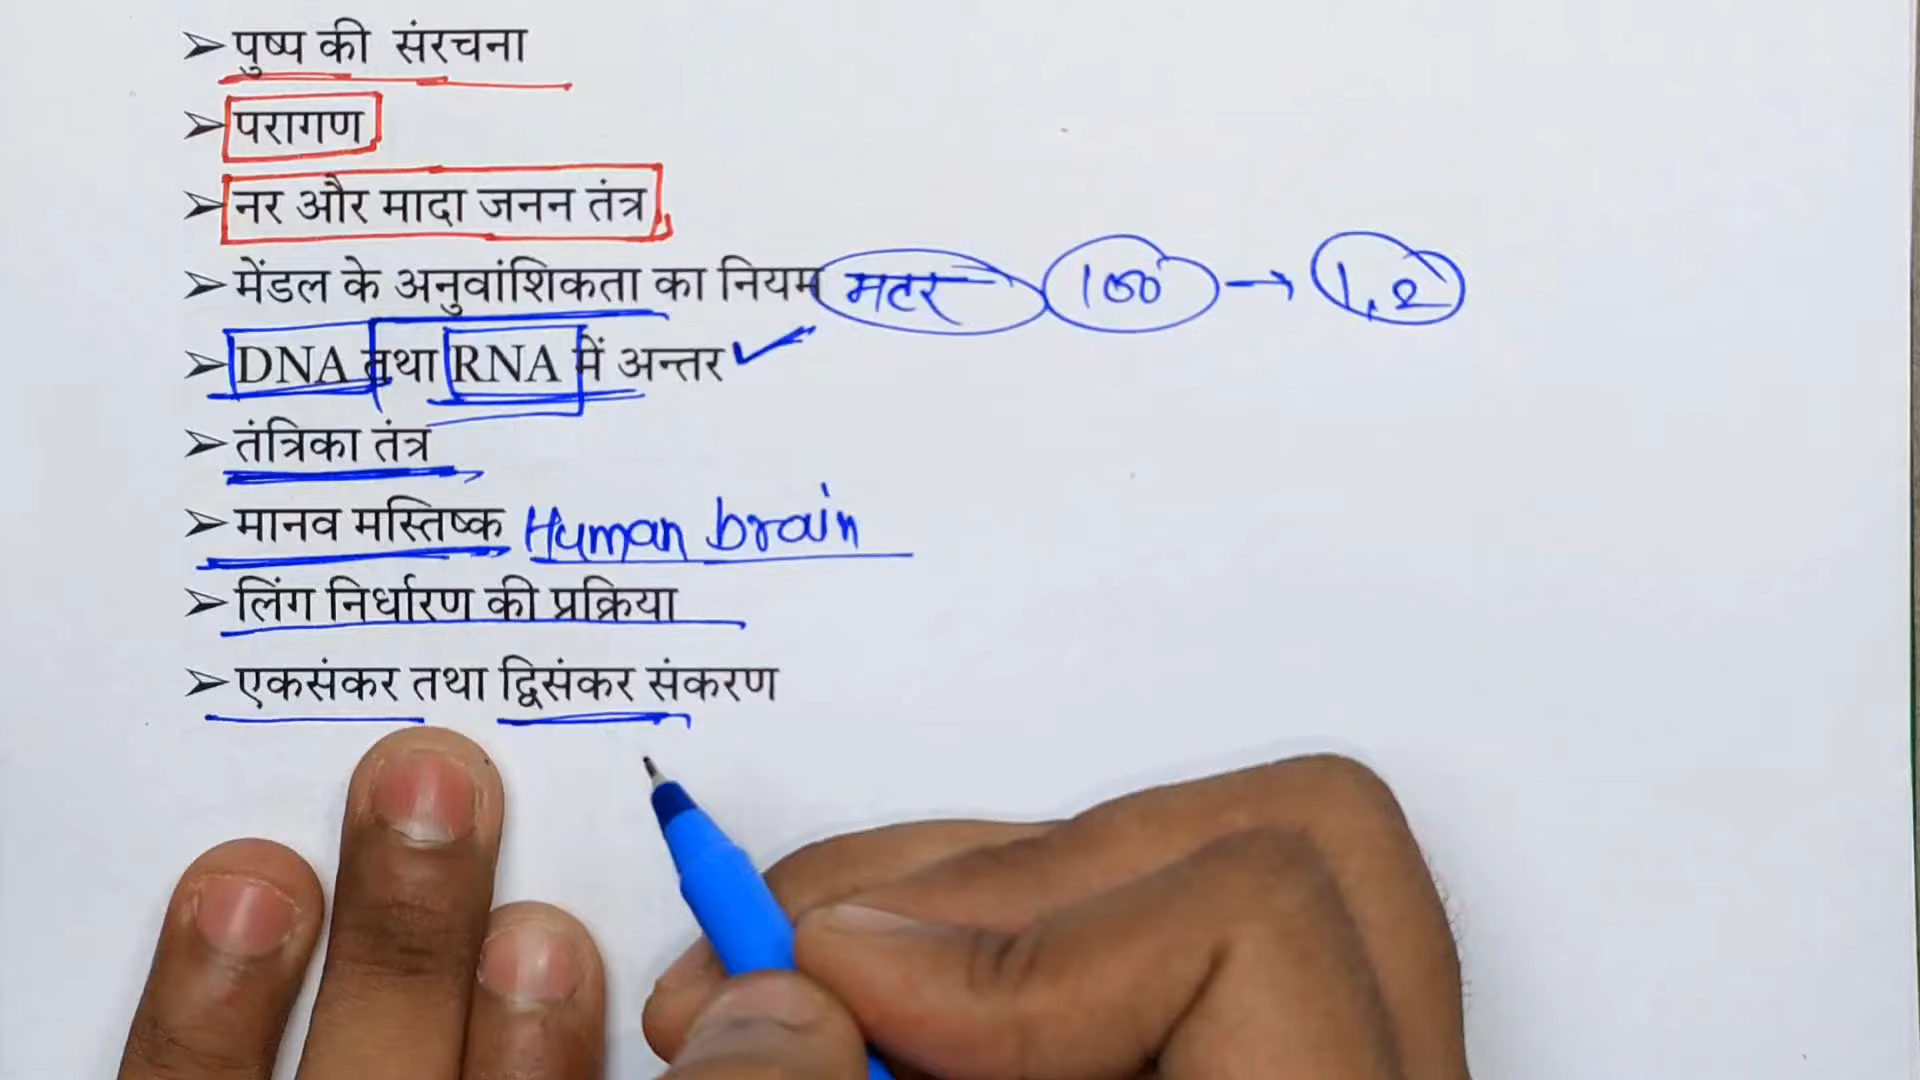 ➢ पुष्प की संरचना
➢ परागण
➢ नर और मादा जनन तंत्र
➢ मेंडल के अनुवांशिकता का नियम मटर 100 → 1, 2
➢ DNA तथा RNA में अन्तर ✓
➢ तंत्रिका तंत्र
➢ मानव मस्तिष्क Human brain
➢ लिंग निर्धारण की प्रक्रिया
➢ एकसंकर तथा द्विसंकर संकरण